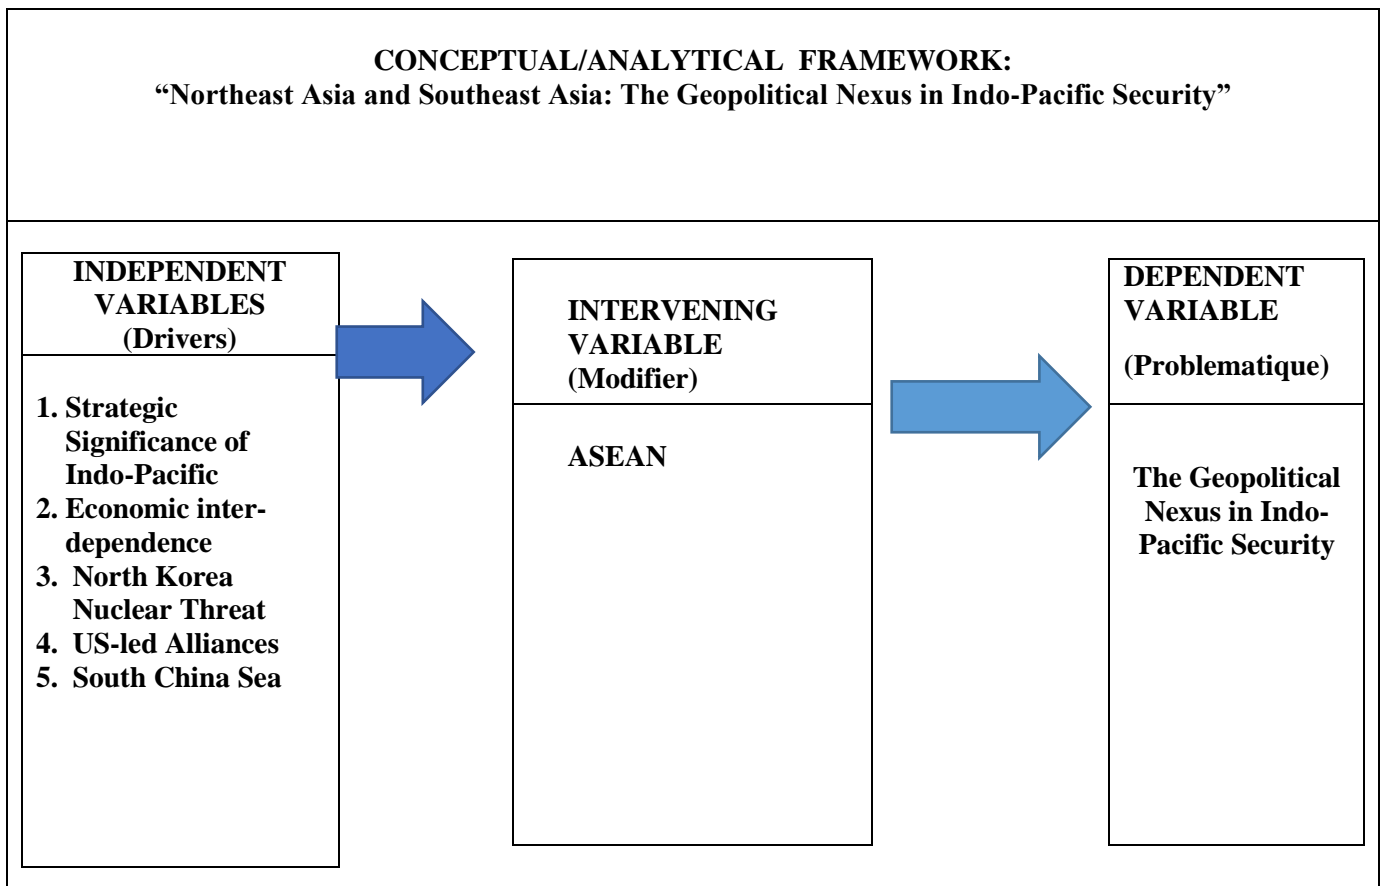 CONCEPTUAL/ANALYTICAL FRAMEWORK:
“Northeast Asia and Southeast Asia: The Geopolitical Nexus in Indo-Pacific Security”
INDEPENDENT
VARIABLES
(Drivers)
1. Strategic
Significance of
Indo-Pacific
2. Economic inter-
dependence
3. North Korea
Nuclear Threat
4. US-led Alliances
5. South China Sea
INTERVENING
VARIABLE
(Modifier)
ASEAN
DEPENDENT
VARIABLE
(Problematique)
The Geopolitical
Nexus in Indo-
Pacific Security